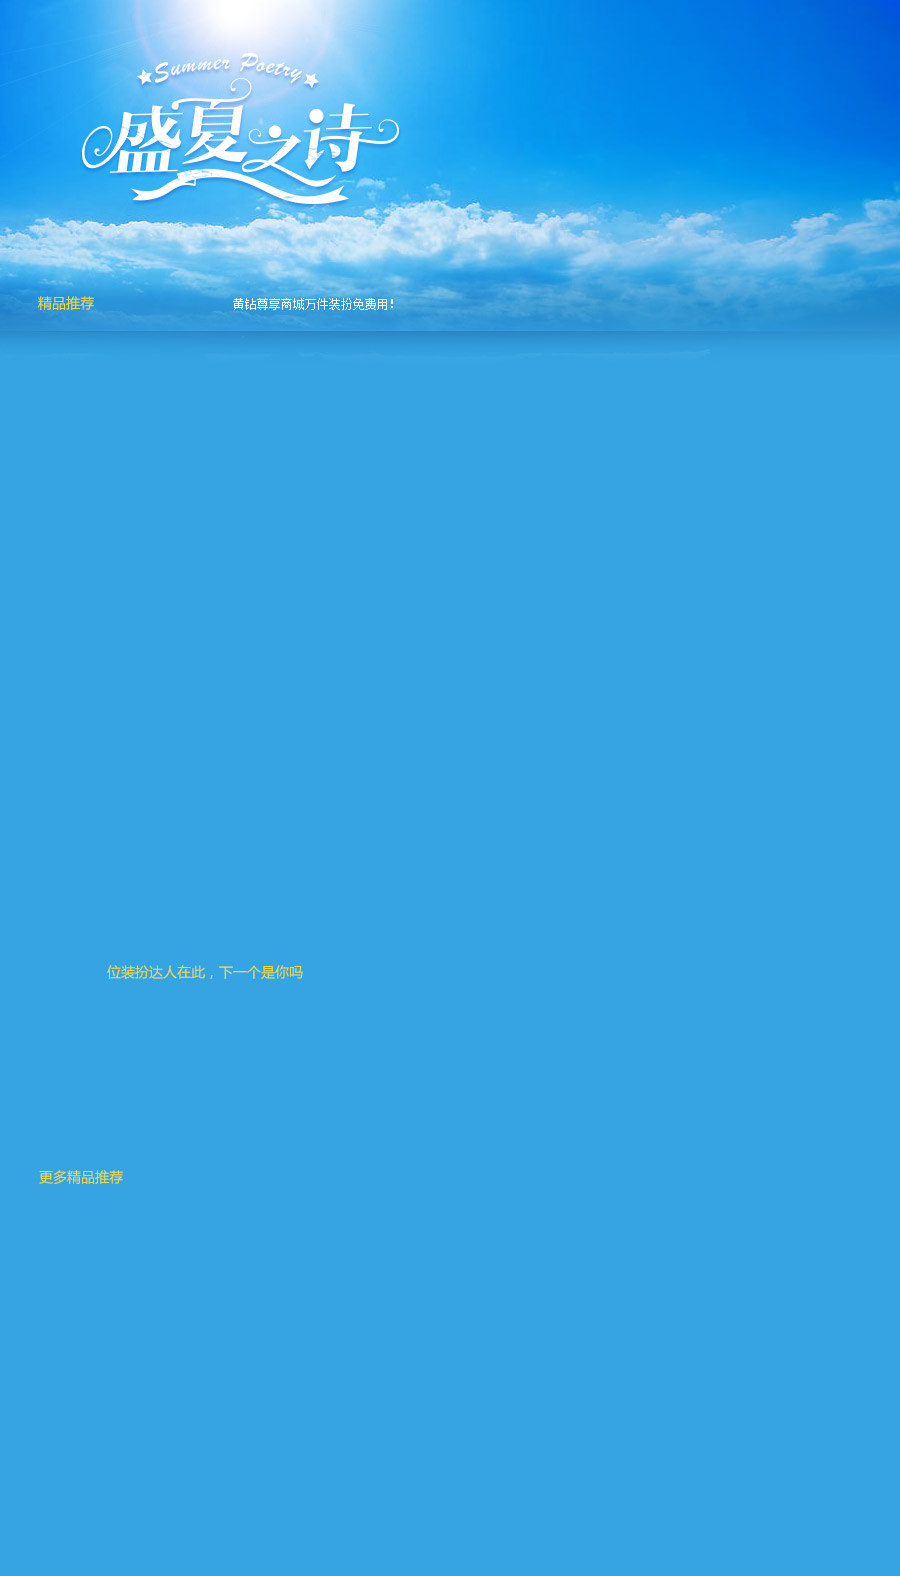 Summer Poetry
盛夏之诗
精品推荐
黄钻尊享商城万件装扮免费用!
位装扮达人在此，下一个是你吗
更多精品推荐